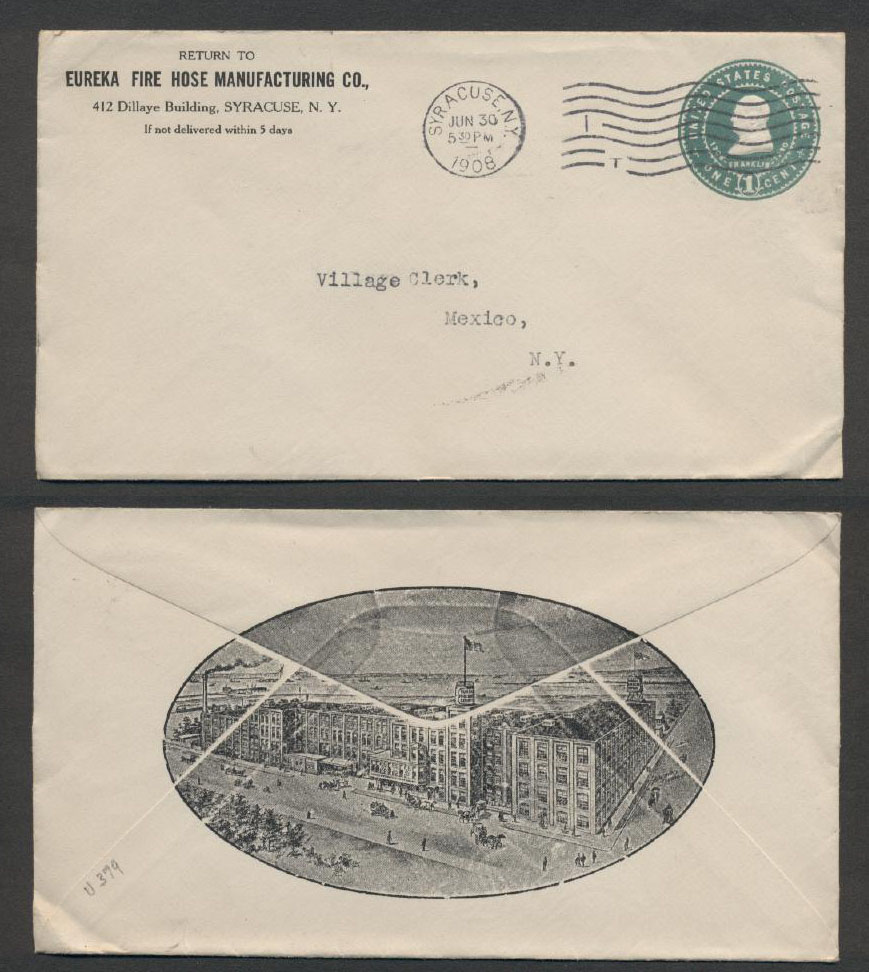 RETURN TO
EUREKA FIRE HOSE MANUFACTURING CO.,
412 Dillaye Building, SYRACUSE, N. Y.
If not delivered within 5 days
SYRACUSE, N.Y.
JUN 30
5 30 PM
1908
I
T
UNITED STATES POSTAGE
FRANKLIN
ONE 1 CENT
Village Clerk,
Mexico,
N.Y.
U 379